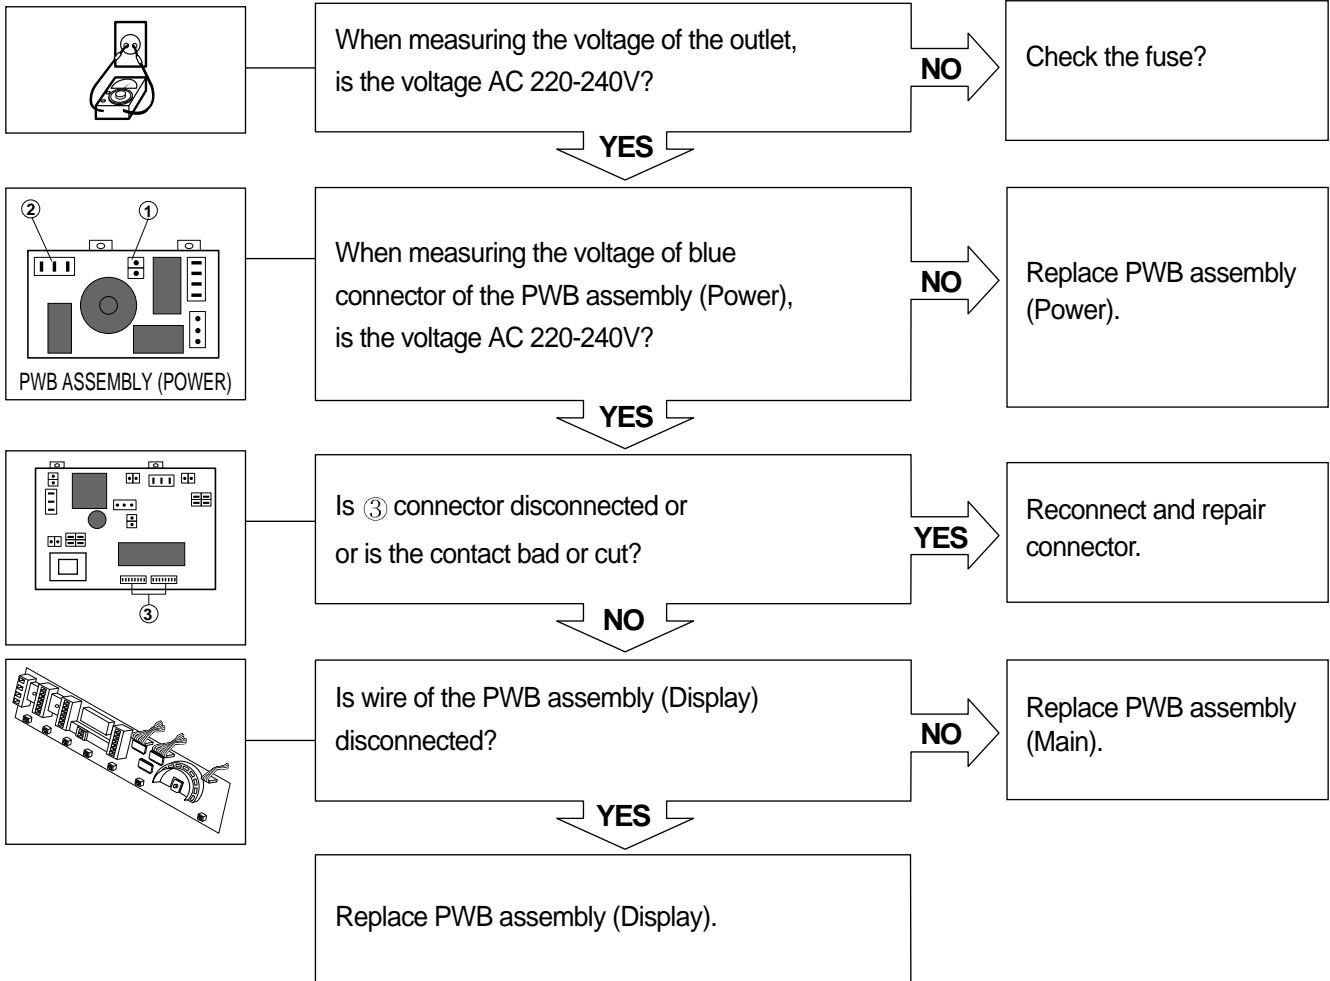 When measuring the voltage of the outlet,
is the voltage AC 220-240V?
NO
Check the fuse?
YES
② ①
PWB ASSEMBLY (POWER)
When measuring the voltage of blue
connector of the PWB assembly (Power),
is the voltage AC 220-240V?
NO
Replace PWB assembly
(Power).
YES
③
Is ③ connector disconnected or
or is the contact bad or cut?
YES
Reconnect and repair
connector.
NO
Is wire of the PWB assembly (Display)
disconnected?
NO
Replace PWB assembly
(Main).
YES
Replace PWB assembly (Display).